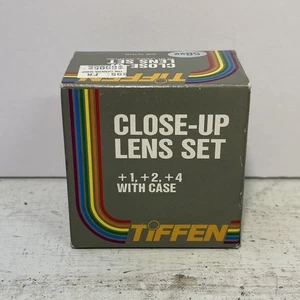 CLOSE-UP
LENS SET
TIFFEN
CLOSE-UP
LENS SET
+1, +2, +4
WITH CASE
TIFFEN